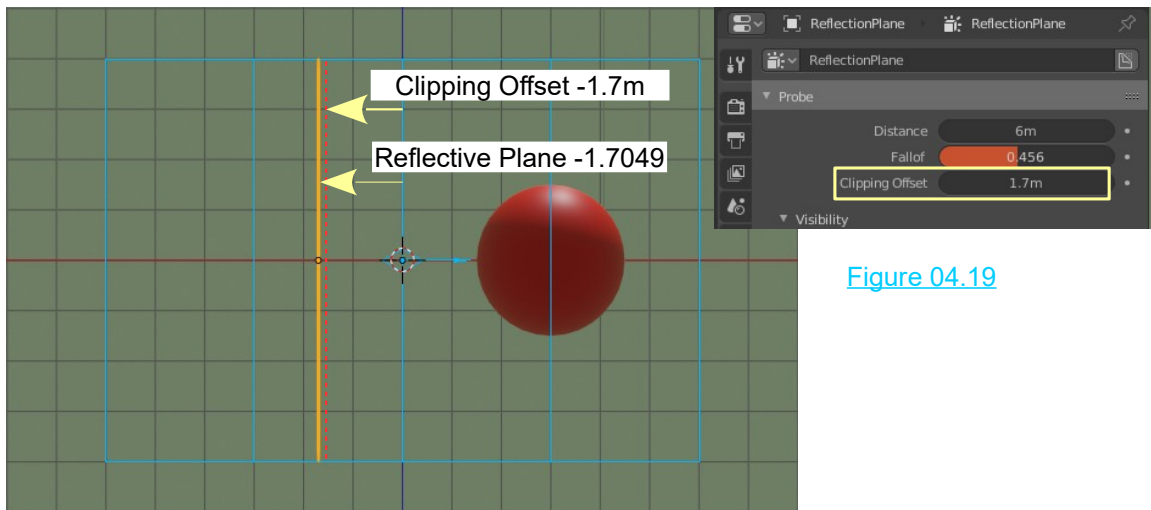 ReflectionPlane ReflectionPlane
ReflectionPlane
Probe
Distance 6m
Fallof 0.456
Clipping Offset 1.7m
Visibility
Clipping Offset -1.7m
Reflective Plane -1.7049
Figure 04.19